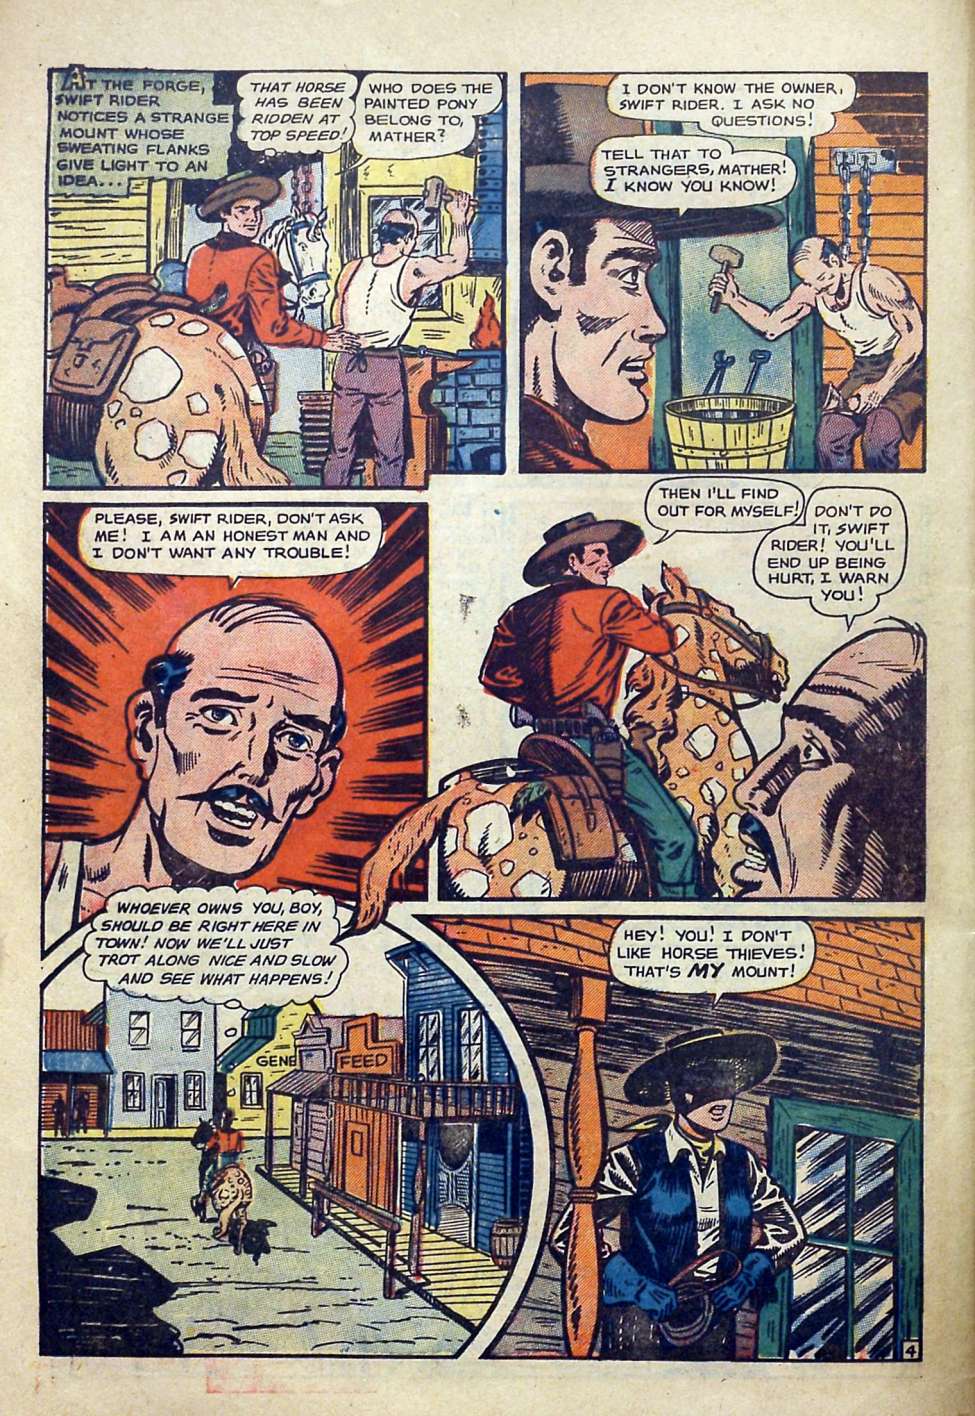 AT THE FORGE,
SWIFT RIDER
NOTICES A STRANGE
MOUNT WHOSE
SWEATING FLANKS
GIVE LIGHT TO AN
IDEA...
THAT HORSE
HAS BEEN
RIDDEN AT
TOP SPEED!
WHO DOES THE
PAINTED PONY
BELONG TO,
MATHER?
I DON'T KNOW THE OWNER,
SWIFT RIDER. I ASK NO
QUESTIONS!
TELL THAT TO
STRANGERS, MATHER!
I KNOW YOU KNOW!
PLEASE, SWIFT RIDER, DON'T ASK
ME! I AM AN HONEST MAN AND
I DON'T WANT ANY TROUBLE!
THEN I'LL FIND
OUT FOR MYSELF!
DON'T DO
IT, SWIFT
RIDER! YOU'LL
END UP BEING
HURT, I WARN
YOU!
WHOEVER OWNS YOU, BOY,
SHOULD BE RIGHT HERE IN
TOWN! NOW WE'LL JUST
TROT ALONG NICE AND SLOW
AND SEE WHAT HAPPENS!
GENE
FEED
HEY! YOU! I DON'T
LIKE HORSE THIEVES!
THAT'S MY MOUNT!
4